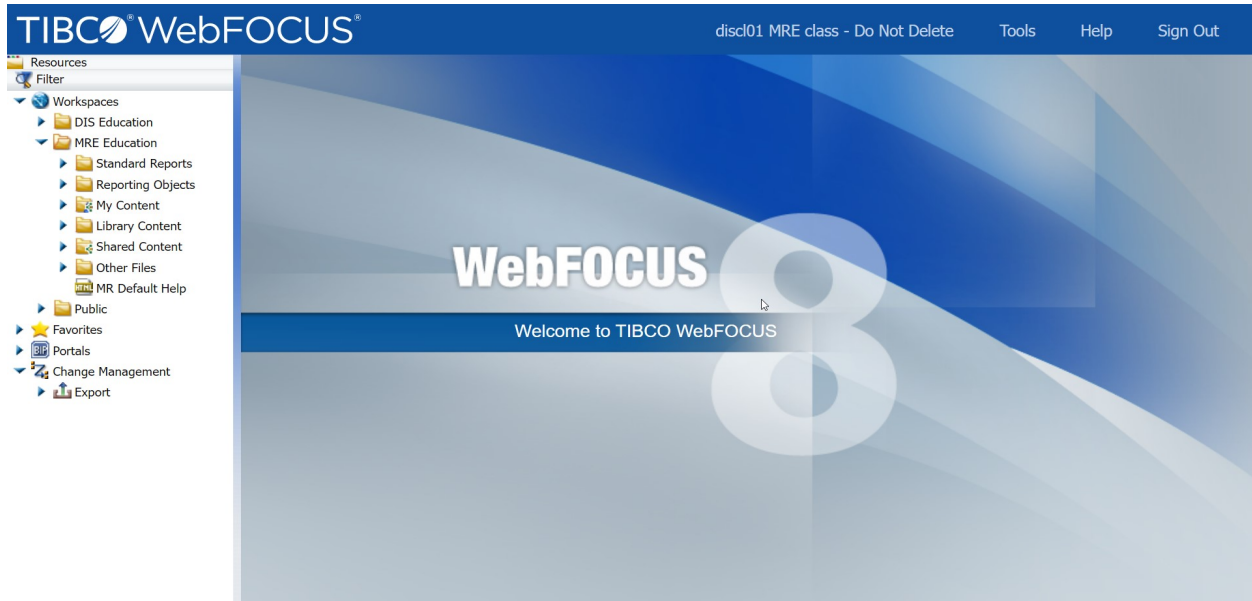 TIBCO® WebFOCUS®
discl01 MRE class - Do Not Delete Tools Help Sign Out
Resources
Filter
Workspaces
DIS Education
MRE Education
Standard Reports
Reporting Objects
My Content
Library Content
Shared Content
Other Files
HTML MR Default Help
Public
Favorites
BIP Portals
Change Management
Export
WebFOCUS 8
Welcome to TIBCO WebFOCUS